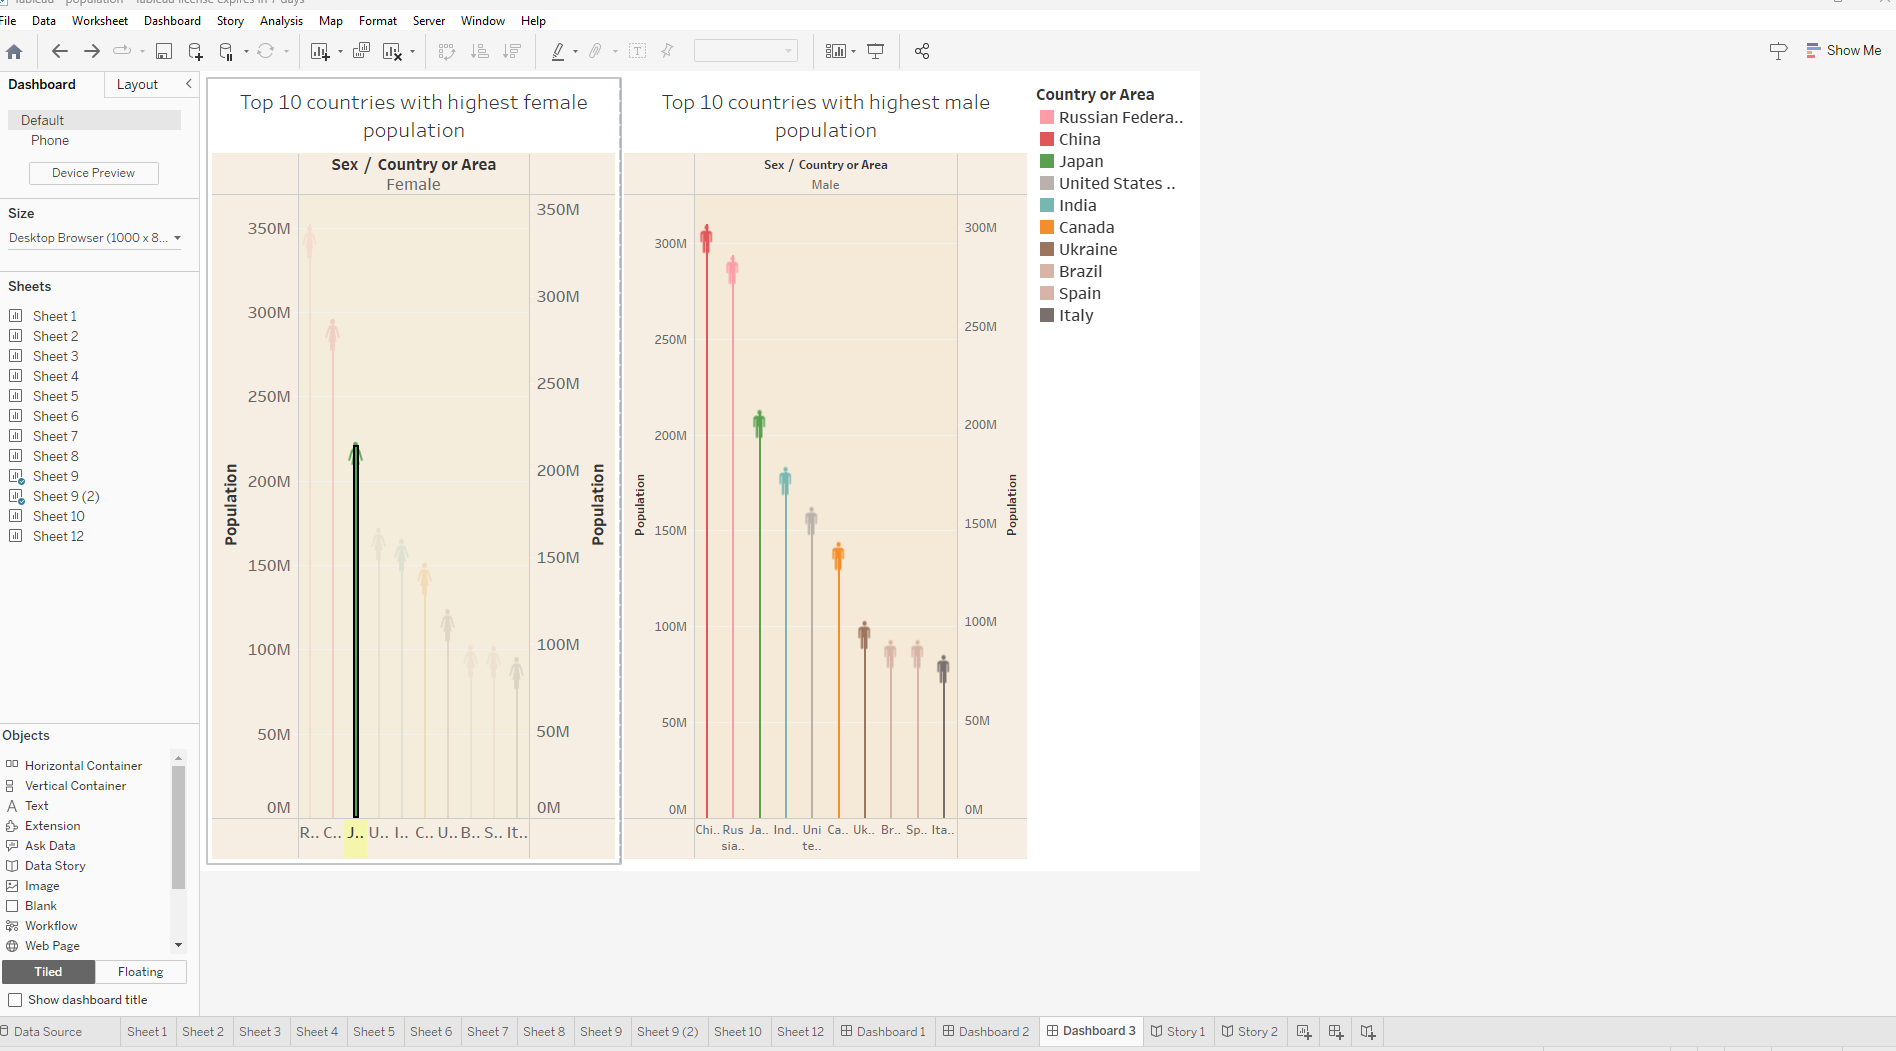 Tableau - population - Tableau license expires in 7 days
File Data Worksheet Dashboard Story Analysis Map Format Server Window Help
Show Me
Dashboard Layout
Default
Phone
Device Preview
Size
Desktop Browser (1000 x 8...
Sheets
Sheet 1
Sheet 2
Sheet 3
Sheet 4
Sheet 5
Sheet 6
Sheet 7
Sheet 8
Sheet 9
Sheet 9 (2)
Sheet 10
Sheet 12
Objects
Horizontal Container
Vertical Container
Text
Extension
Ask Data
Data Story
Image
Blank
Workflow
Web Page
Tiled Floating
Show dashboard title
Top 10 countries with highest female
population
Sex / Country or Area
Female
350M
300M
250M
200M
150M
100M
50M
0M
Population
350M
300M
250M
200M
150M
100M
50M
0M
Population
R.. C.. J.. U.. I.. C.. U.. B.. S.. It..
Top 10 countries with highest male
population
Sex / Country or Area
Male
300M
250M
200M
150M
100M
50M
0M
Population
300M
250M
200M
150M
100M
50M
0M
Population
Chi.. Rus Ja.. Ind.. Uni Ca.. Uk.. Br.. Sp.. Ita..
sia.. te..
Country or Area
Russian Federa..
China
Japan
United States ..
India
Canada
Ukraine
Brazil
Spain
Italy
Data Source Sheet 1 Sheet 2 Sheet 3 Sheet 4 Sheet 5 Sheet 6 Sheet 7 Sheet 8 Sheet 9 Sheet 9 (2) Sheet 10 Sheet 12 Dashboard 1 Dashboard 2 Dashboard 3 Story 1 Story 2